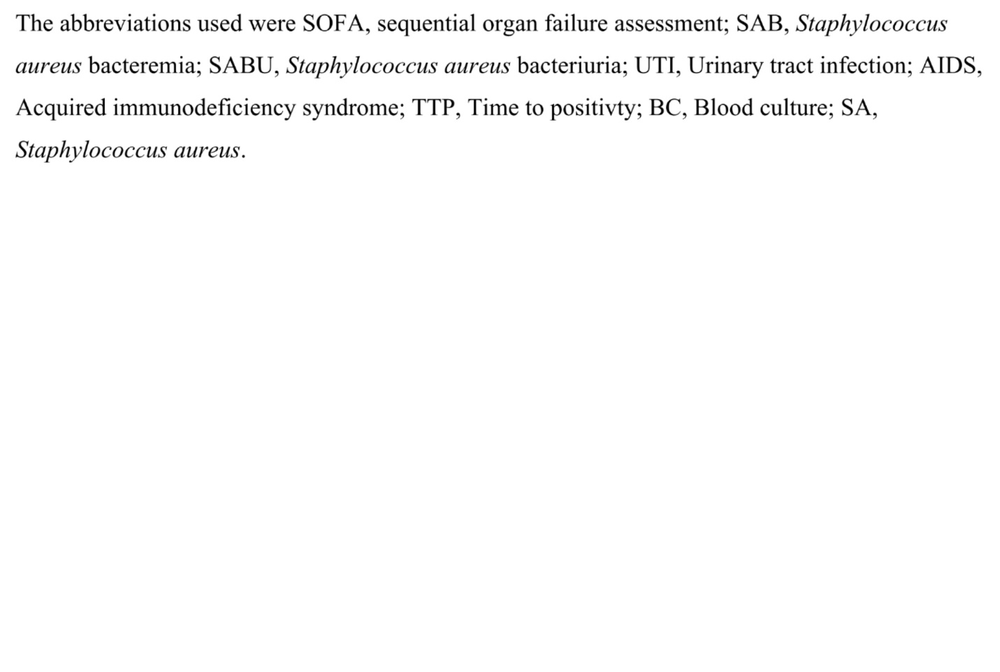 The abbreviations used were SOFA, sequential organ failure assessment; SAB, Staphylococcus
aureus bacteremia; SABU, Staphylococcus aureus bacteriuria; UTI, Urinary tract infection; AIDS,
Acquired immunodeficiency syndrome; TTP, Time to positivty; BC, Blood culture; SA,
Staphylococcus aureus.